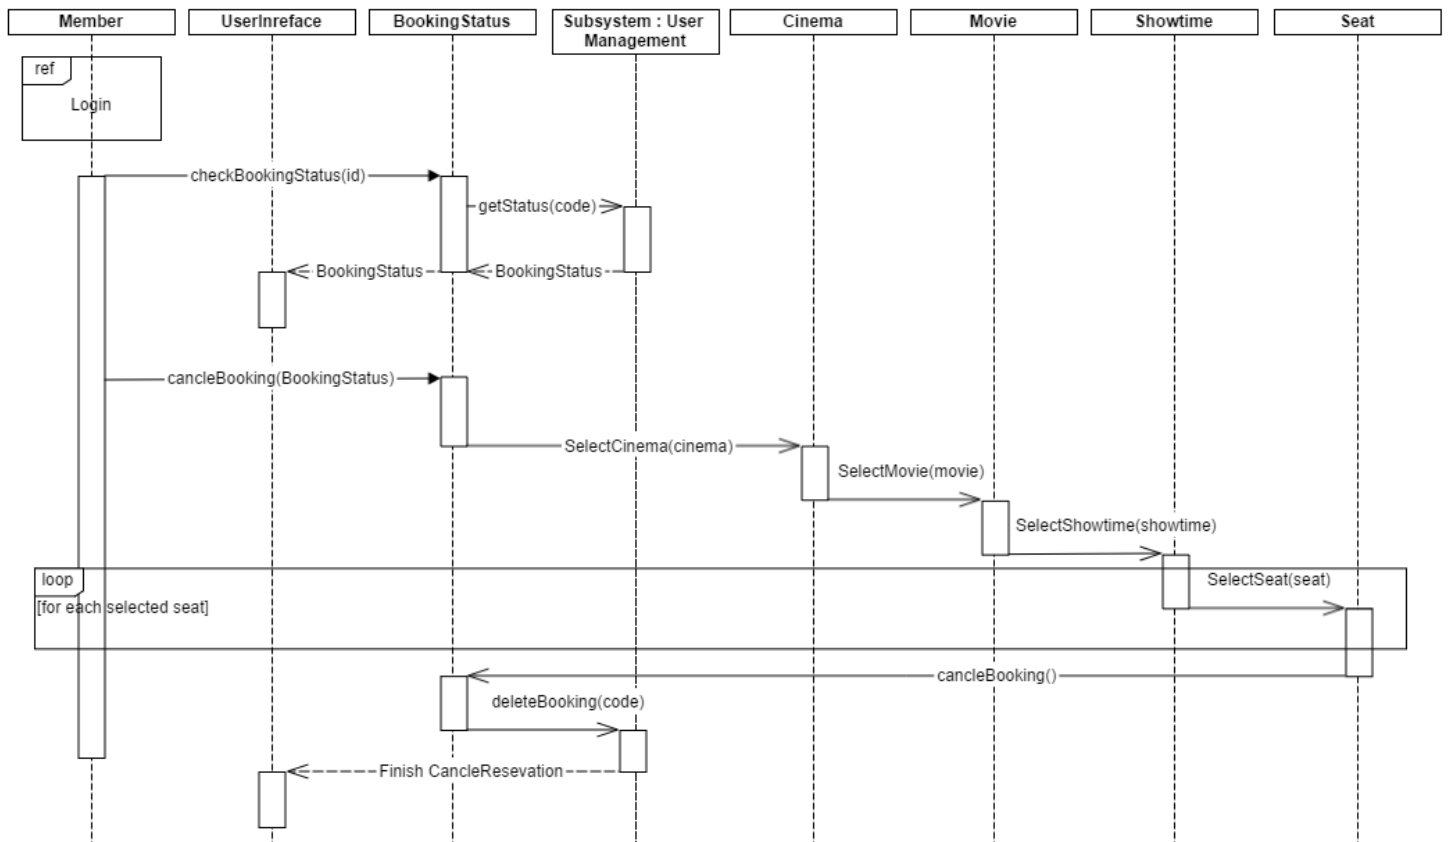 Member
UserInreface
BookingStatus
Subsystem : User
Management
Cinema
Movie
Showtime
Seat
ref
Login
checkBookingStatus(id)
getStatus(code)
BookingStatus
BookingStatus
cancleBooking(BookingStatus)
SelectCinema(cinema)
SelectMovie(movie)
SelectShowtime(showtime)
loop
SelectSeat(seat)
[for each selected seat]
cancleBooking()
deleteBooking(code)
Finish CancleResevation